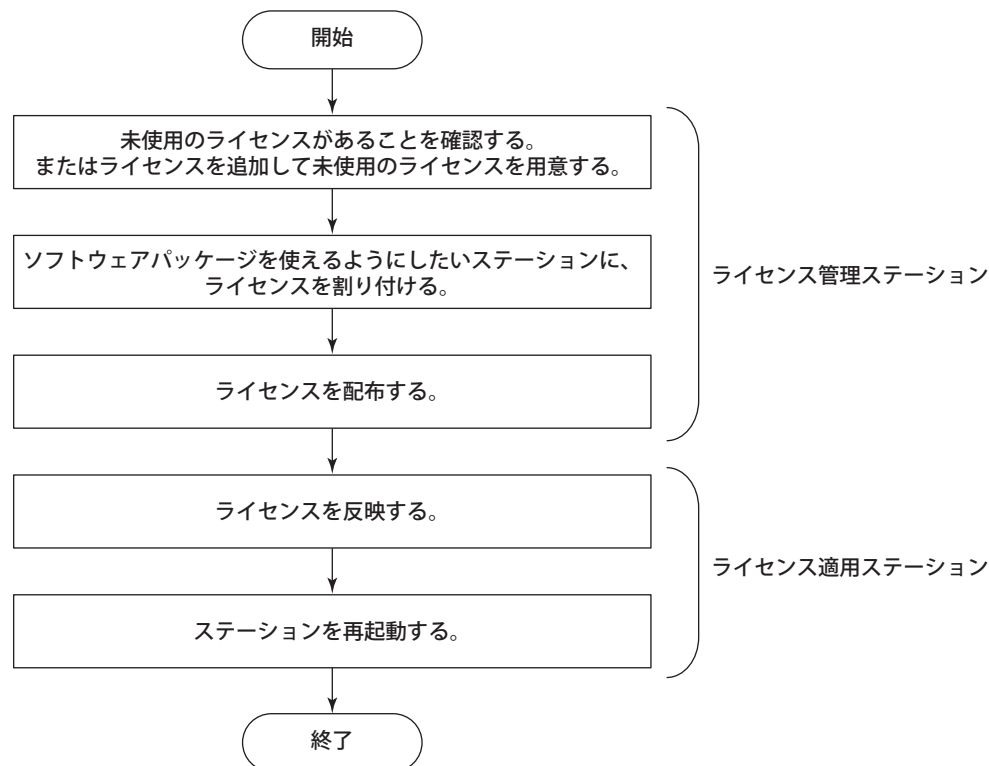 開始
未使用のライセンスがあることを確認する。
またはライセンスを追加して未使用のライセンスを用意する。
ソフトウェアパッケージを使えるようにしたいステーションに、
ライセンスを割り付ける。
ライセンス管理ステーション
ライセンスを配布する。
ライセンスを反映する。
ライセンス適用ステーション
ステーションを再起動する。
終了